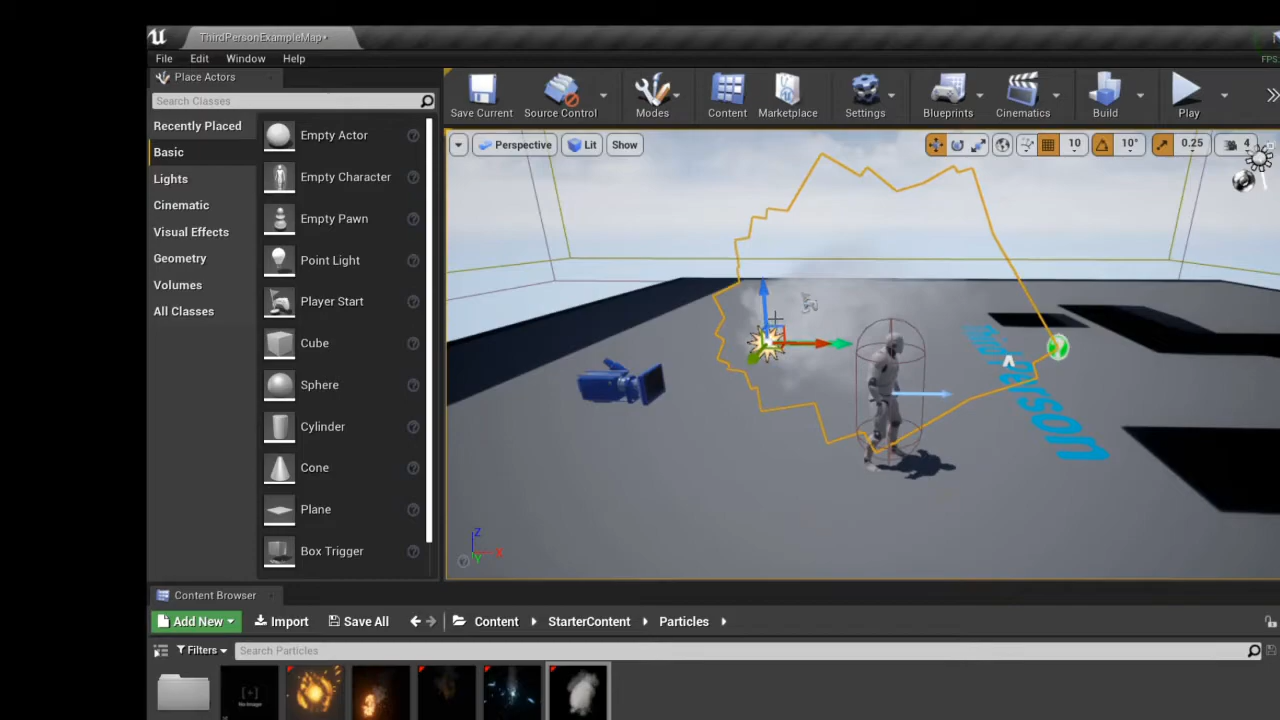 ThirdPersonExampleMap*
File Edit Window Help
FPS:
Place Actors
Search Classes
Recently Placed
Basic
Lights
Cinematic
Visual Effects
Geometry
Volumes
All Classes
Empty Actor
Empty Character
Empty Pawn
Point Light
Player Start
Cube
Sphere
Cylinder
Cone
Plane
Box Trigger
Save Current
Source Control
Modes
Content
Marketplace
Settings
Blueprints
Cinematics
Build
Play
Perspective
Lit
Show
10
10°
0.25
4
Person
Z
X
Y
Content Browser
Add New
Import
Save All
Content
StarterContent
Particles
Filters
Search Particles